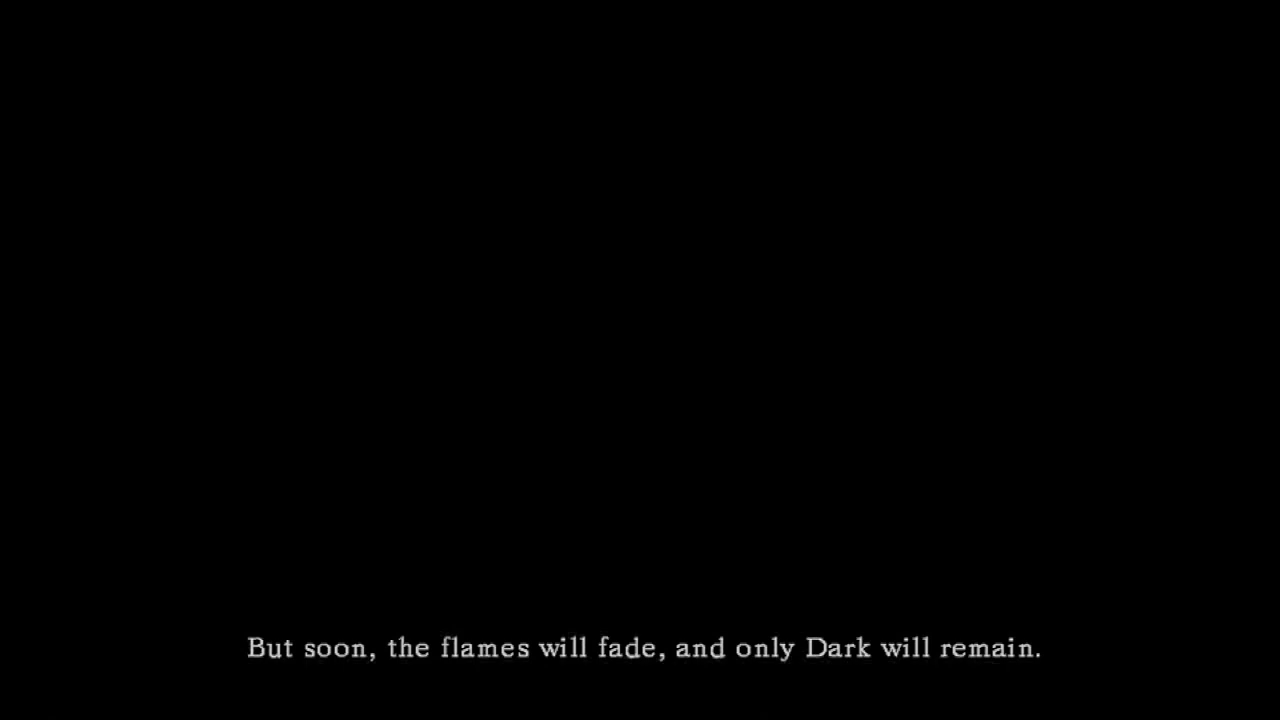 But soon, the flames will fade, and only Dark will remain.